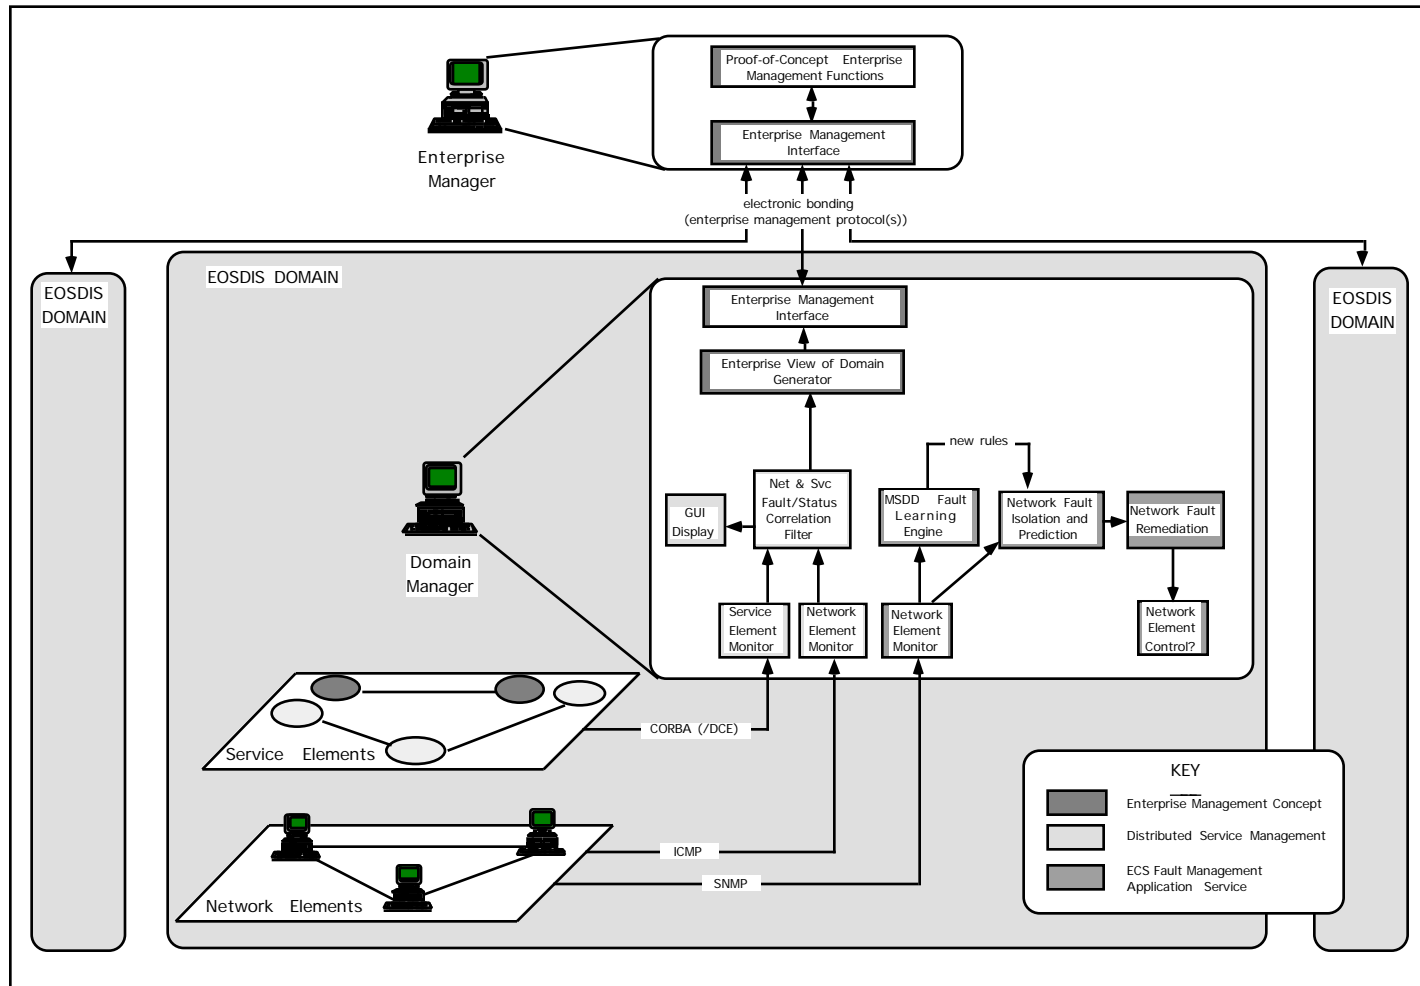 Proof-of-Concept Enterprise
Management Functions
Enterprise Management
Interface
Enterprise
Manager
electronic bonding
(enterprise management protocol(s))
EOSDIS
DOMAIN
EOSDIS DOMAIN
EOSDIS
DOMAIN
Enterprise Management
Interface
Enterprise View of Domain
Generator
new rules
GUI
Display
Net & Svc
Fault/Status
Correlation
Filter
MSDD Fault
Learning
Engine
Network Fault
Isolation and
Prediction
Network Fault
Remediation
Domain
Manager
Service
Element
Monitor
Network
Element
Monitor
Network
Element
Monitor
Network
Element
Control?
CORBA (/DCE)
Service Elements
ICMP
SNMP
Network Elements
KEY
Enterprise Management Concept
Distributed Service Management
ECS Fault Management
Application Service